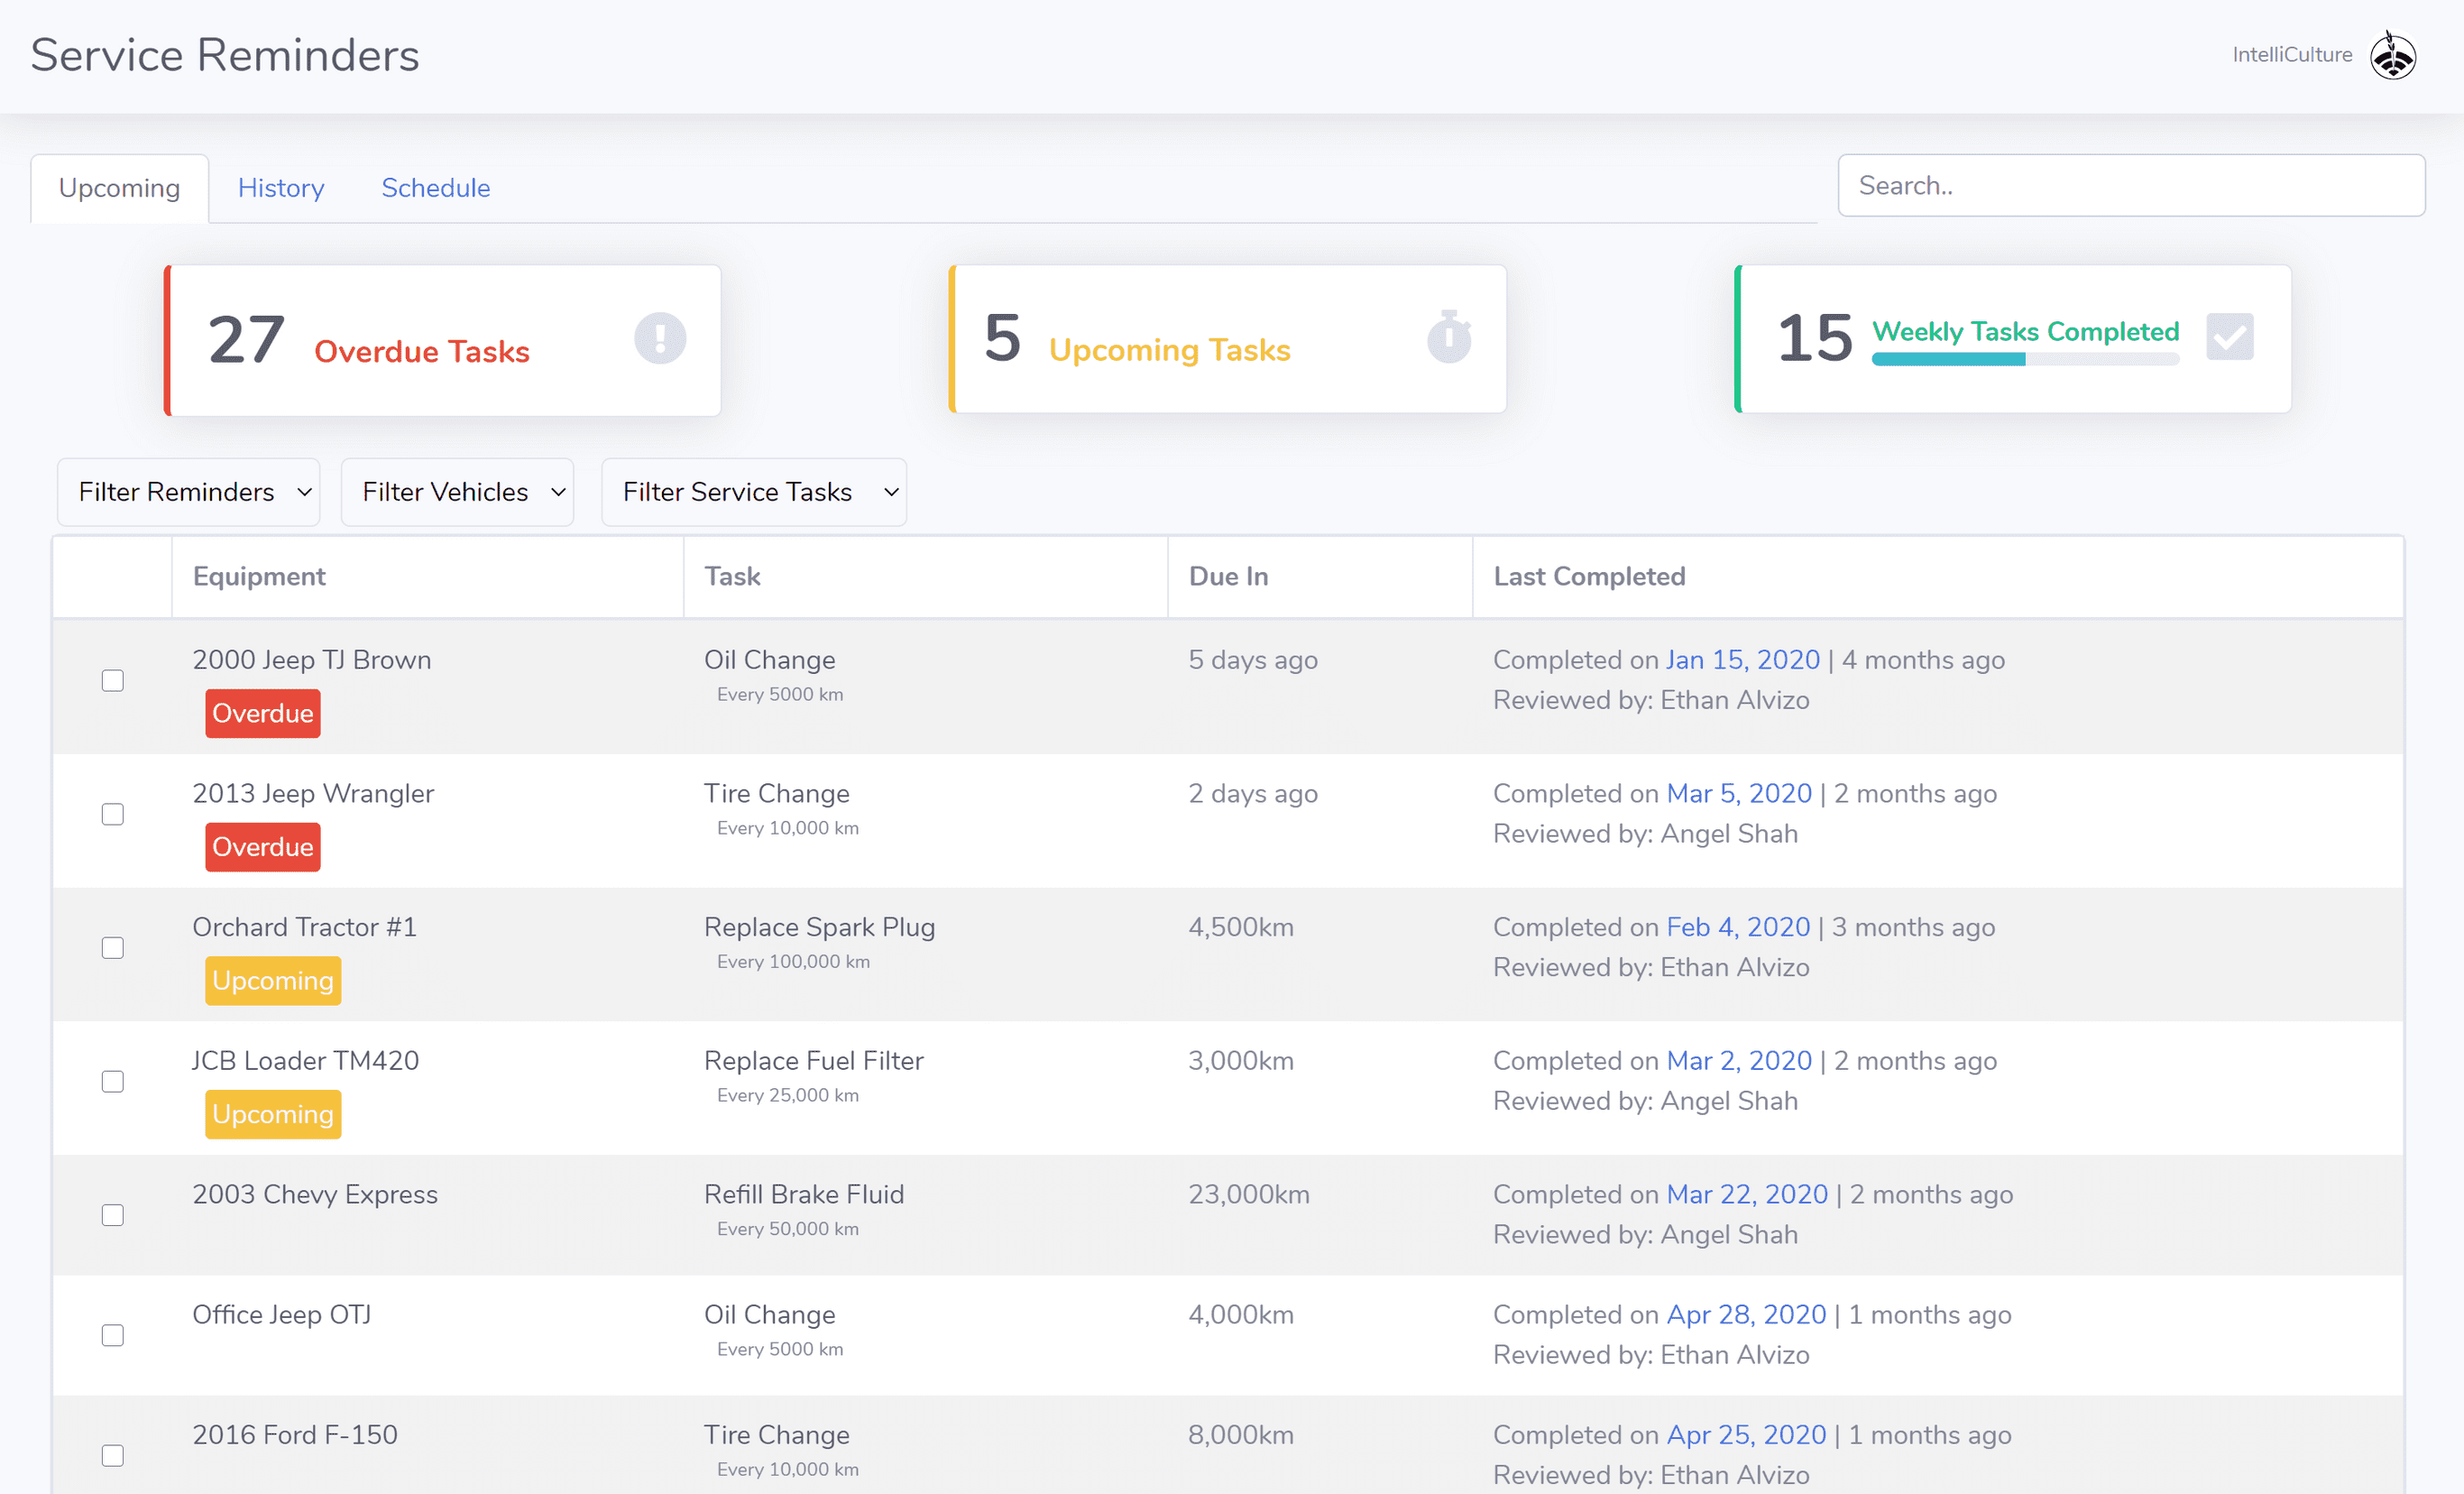 Service Reminders
IntelliCulture
Upcoming
History
Schedule
Search..
27 Overdue Tasks
5 Upcoming Tasks
15 Weekly Tasks Completed
Filter Reminders
Filter Vehicles
Filter Service Tasks
Equipment
Task
Due In
Last Completed
2000 Jeep TJ Brown
Overdue
Oil Change
Every 5000 km
5 days ago
Completed on Jan 15, 2020 | 4 months ago
Reviewed by: Ethan Alvizo
2013 Jeep Wrangler
Overdue
Tire Change
Every 10,000 km
2 days ago
Completed on Mar 5, 2020 | 2 months ago
Reviewed by: Angel Shah
Orchard Tractor #1
Upcoming
Replace Spark Plug
Every 100,000 km
4,500km
Completed on Feb 4, 2020 | 3 months ago
Reviewed by: Ethan Alvizo
JCB Loader TM420
Upcoming
Replace Fuel Filter
Every 25,000 km
3,000km
Completed on Mar 2, 2020 | 2 months ago
Reviewed by: Angel Shah
2003 Chevy Express
Refill Brake Fluid
Every 50,000 km
23,000km
Completed on Mar 22, 2020 | 2 months ago
Reviewed by: Angel Shah
Office Jeep OTJ
Oil Change
Every 5000 km
4,000km
Completed on Apr 28, 2020 | 1 months ago
Reviewed by: Ethan Alvizo
2016 Ford F-150
Tire Change
Every 10,000 km
8,000km
Completed on Apr 25, 2020 | 1 months ago
Reviewed by: Ethan Alvizo